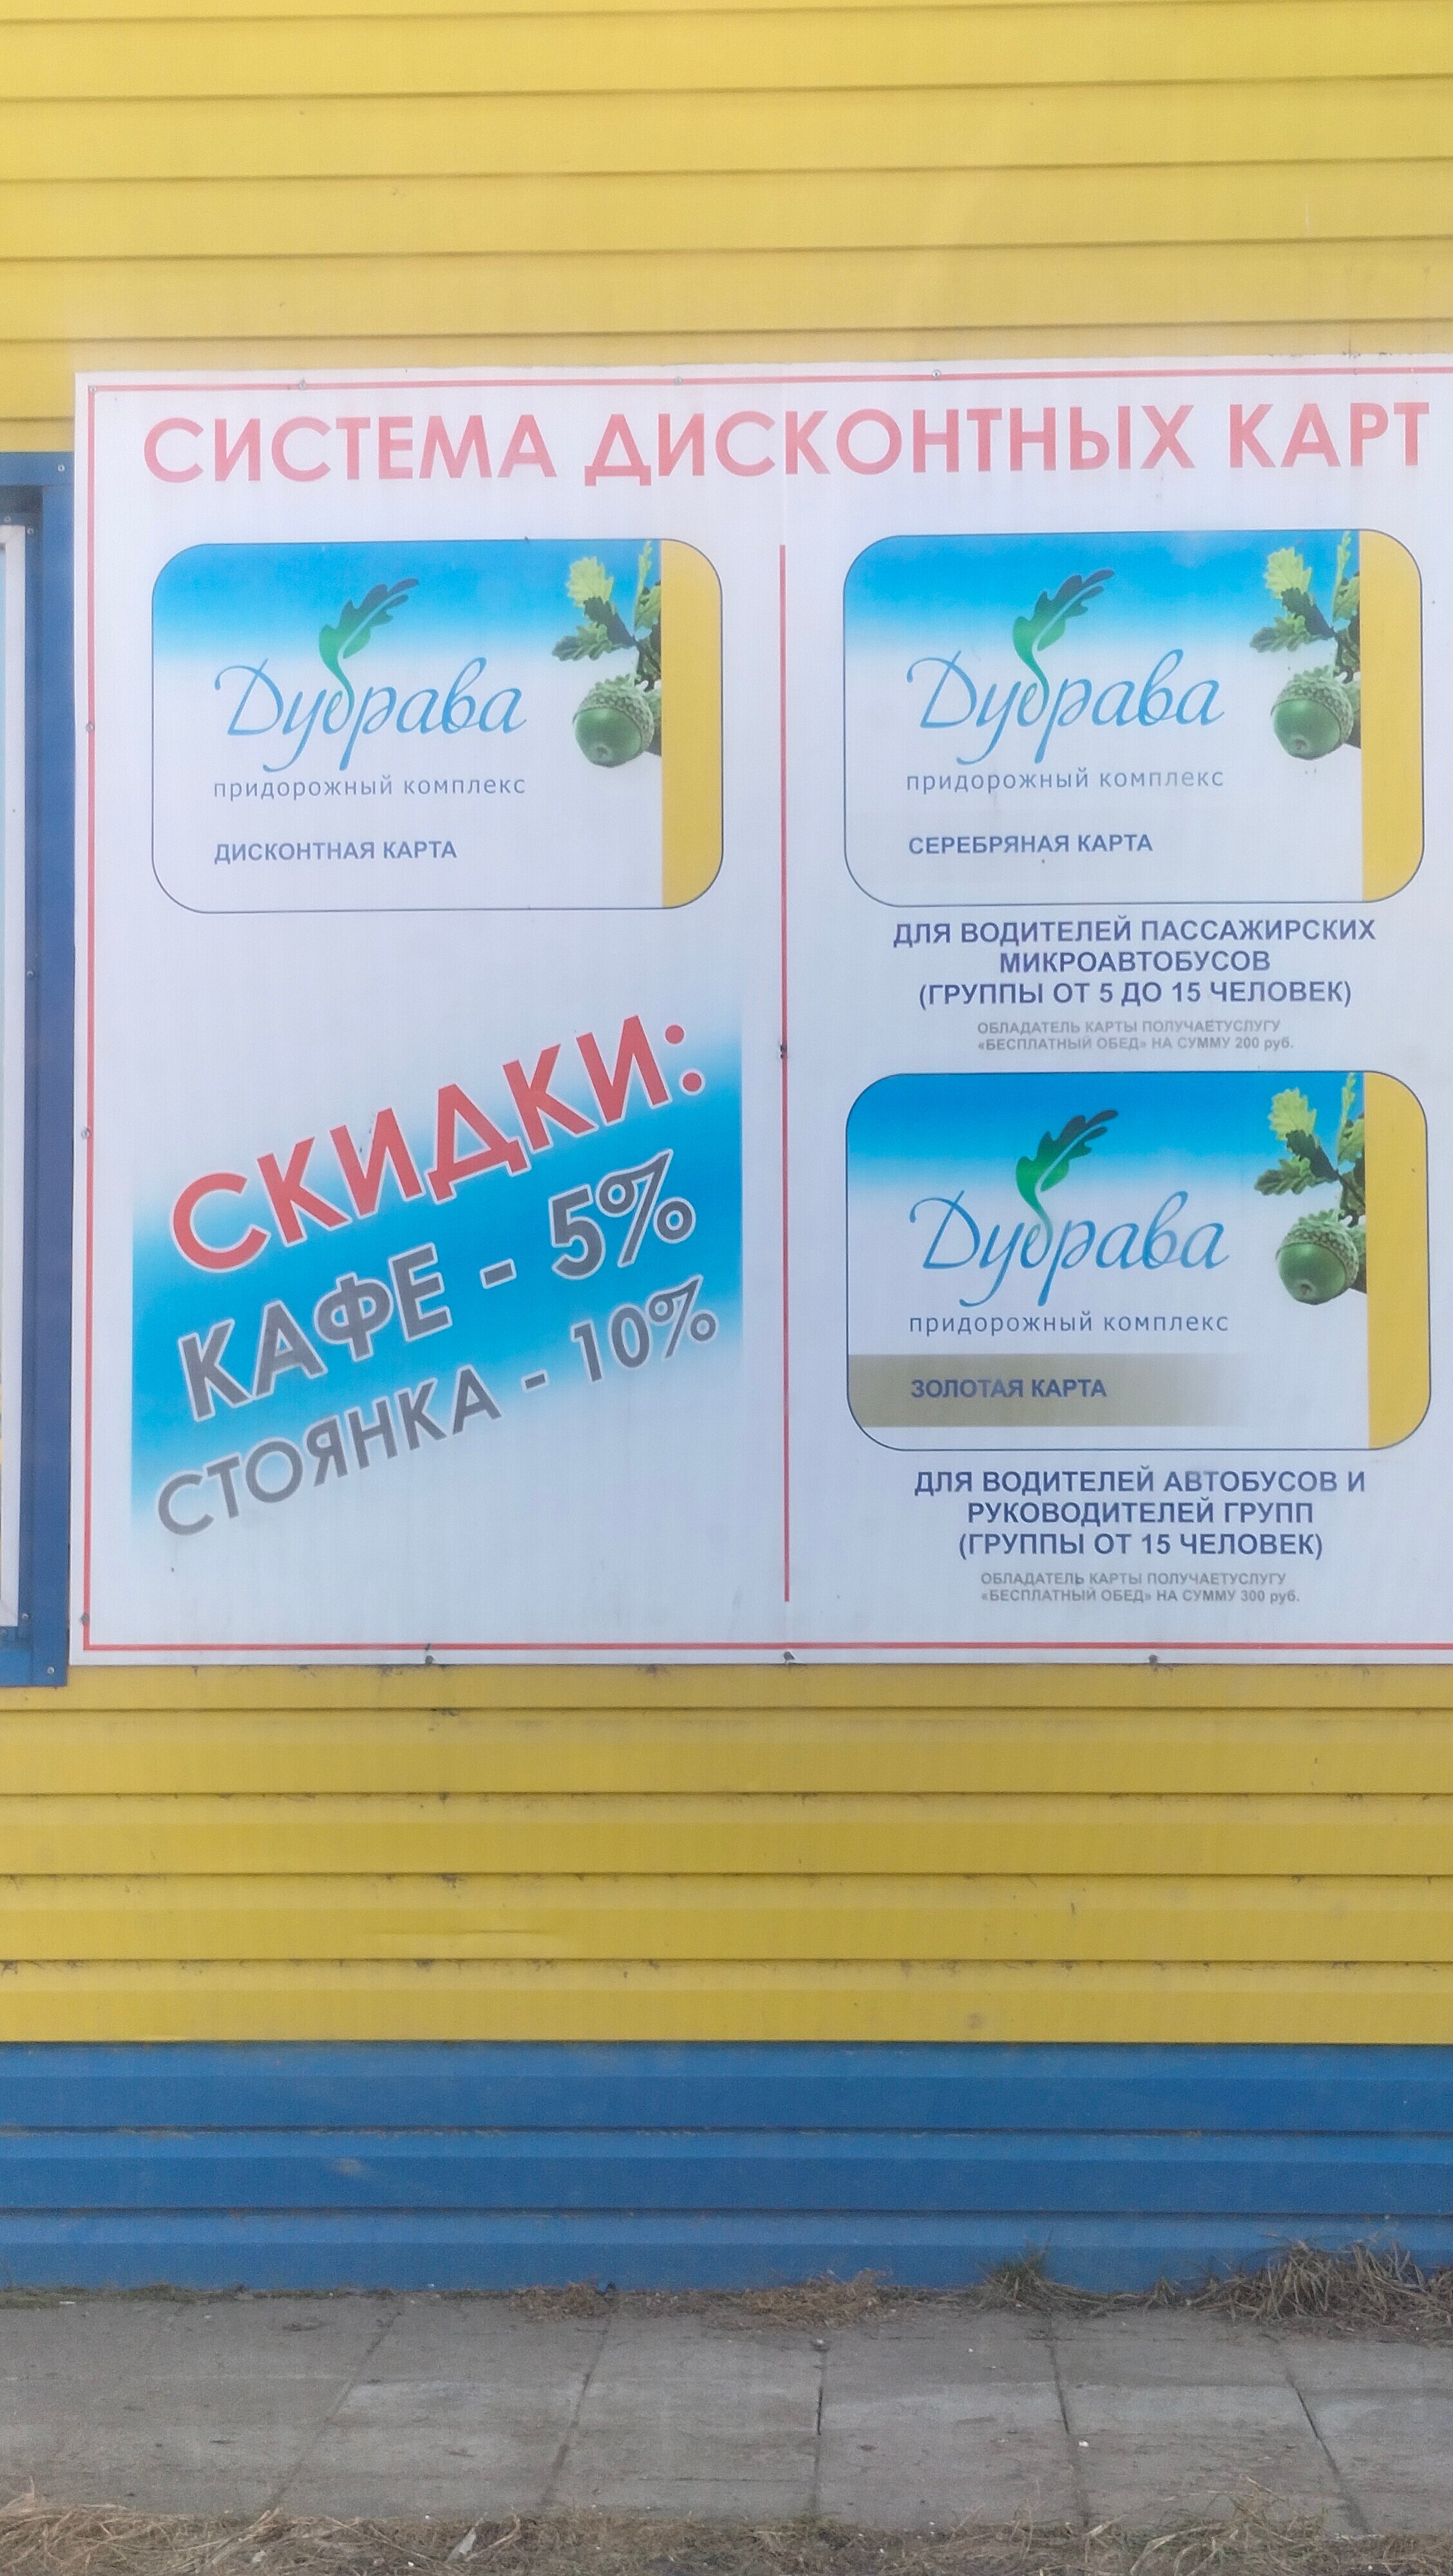 СИСТЕМА ДИСКОНТНЫХ КАРТ
Дубрава
придорожный комплекс
ДИСКОНТНАЯ КАРТА
СКИДКИ:
КАФЕ - 5%
СТОЯНКА - 10%
Дубрава
придорожный комплекс
СЕРЕБРЯНАЯ КАРТА
ДЛЯ ВОДИТЕЛЕЙ ПАССАЖИРСКИХ
МИКРОАВТОБУСОВ
(ГРУППЫ ОТ 5 ДО 15 ЧЕЛОВЕК)
ОБЛАДАТЕЛЬ КАРТЫ ПОЛУЧАЕТУСЛУГУ
«БЕСПЛАТНЫЙ ОБЕД» НА СУММУ 200 руб.
Дубрава
придорожный комплекс
ЗОЛОТАЯ КАРТА
ДЛЯ ВОДИТЕЛЕЙ АВТОБУСОВ И
РУКОВОДИТЕЛЕЙ ГРУПП
(ГРУППЫ ОТ 15 ЧЕЛОВЕК)
ОБЛАДАТЕЛЬ КАРТЫ ПОЛУЧАЕТУСЛУГУ
«БЕСПЛАТНЫЙ ОБЕД» НА СУММУ 300 руб.